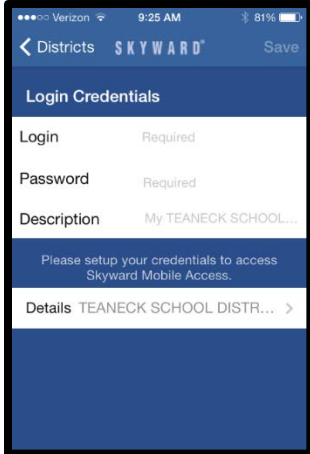 Verizon 9:25 AM 81%
Districts SKYWARD® Save
Login Credentials
Login Required
Password Required
Description My TEANECK SCHOOL...
Please setup your credentials to access
Skyward Mobile Access.
Details TEANECK SCHOOL DISTR...